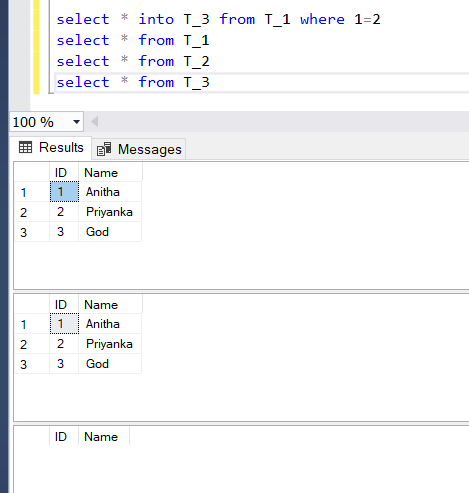 select * into T_3 from T_1 where 1=2
select * from T_1
select * from T_2
select * from T_3
100 %
Results Messages
ID Name
1 1 Anitha
2 2 Priyanka
3 3 God
ID Name
1 1 Anitha
2 2 Priyanka
3 3 God
ID Name